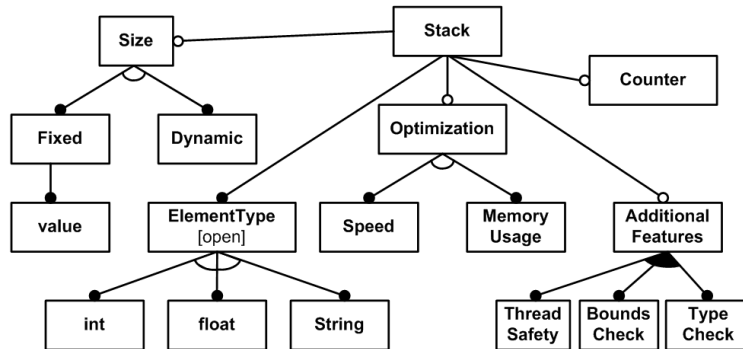 Size
Stack
Counter
Fixed
Dynamic
Optimization
value
ElementType
[open]
Speed
Memory
Usage
Additional
Features
int
float
String
Thread
Safety
Bounds
Check
Type
Check